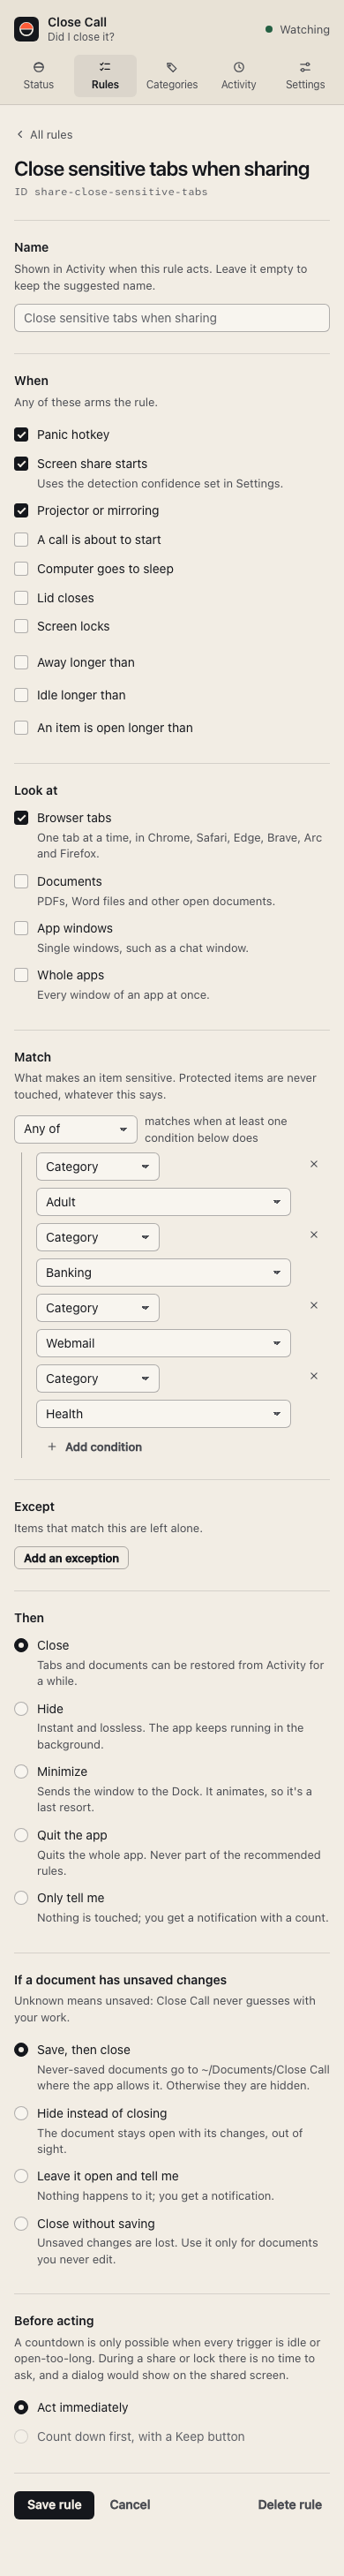 Close Call
Did I close it?
Watching
Status
Rules
Categories
Activity
Settings
All rules
Close sensitive tabs when sharing
ID share-close-sensitive-tabs
Name
Shown in Activity when this rule acts. Leave it empty to
keep the suggested name.
Close sensitive tabs when sharing
When
Any of these arms the rule.
Panic hotkey
Screen share starts
Uses the detection confidence set in Settings.
Projector or mirroring
A call is about to start
Computer goes to sleep
Lid closes
Screen locks
Away longer than
Idle longer than
An item is open longer than
Look at
Browser tabs
One tab at a time, in Chrome, Safari, Edge, Brave, Arc
and Firefox.
Documents
PDFs, Word files and other open documents.
App windows
Single windows, such as a chat window.
Whole apps
Every window of an app at once.
Match
What makes an item sensitive. Protected items are never
touched, whatever this says.
Any of
matches when at least one
condition below does
Category
Adult
Category
Banking
Category
Webmail
Category
Health
+ Add condition
Except
Items that match this are left alone.
Add an exception
Then
Close
Tabs and documents can be restored from Activity for
a while.
Hide
Instant and lossless. The app keeps running in the
background.
Minimize
Sends the window to the Dock. It animates, so it's a
last resort.
Quit the app
Quits the whole app. Never part of the recommended
rules.
Only tell me
Nothing is touched; you get a notification with a count.
If a document has unsaved changes
Unknown means unsaved: Close Call never guesses with
your work.
Save, then close
Never-saved documents go to ~/Documents/Close Call
where the app allows it. Otherwise they are hidden.
Hide instead of closing
The document stays open with its changes, out of
sight.
Leave it open and tell me
Nothing happens to it; you get a notification.
Close without saving
Unsaved changes are lost. Use it only for documents
you never edit.
Before acting
A countdown is only possible when every trigger is idle or
open-too-long. During a share or lock there is no time to
ask, and a dialog would show on the shared screen.
Act immediately
Count down first, with a Keep button
Save rule
Cancel
Delete rule